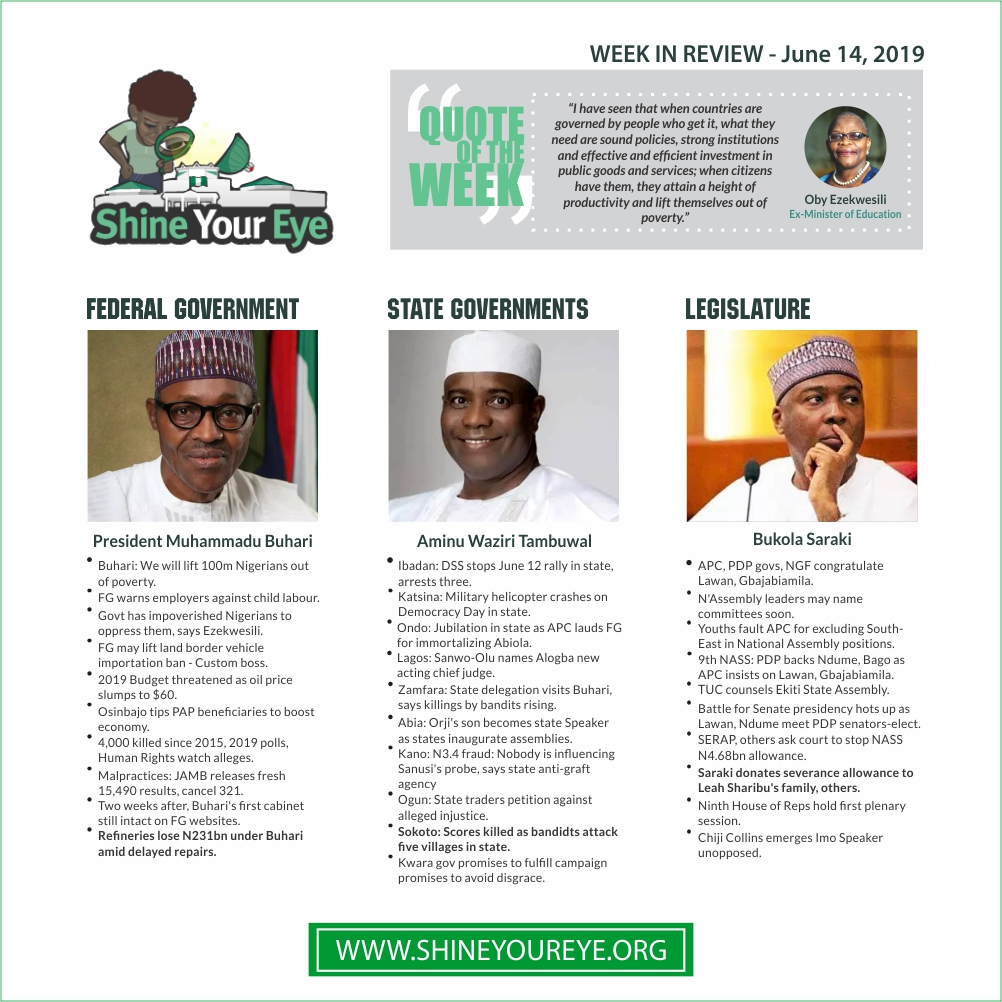 WEEK IN REVIEW - June 14, 2019
Shine Your Eye
QUOTE
OF THE
WEEK
“I have seen that when countries are
governed by people who get it, what they
need are sound policies, strong institutions
and effective and efficient investment in
public goods and services; when citizens
have them, they attain a height of
productivity and lift themselves out of
poverty.”
Oby Ezekwesili
Ex-Minister of Education
FEDERAL GOVERNMENT
President Muhammadu Buhari
• Buhari: We will lift 100m Nigerians out
of poverty.
• FG warns employers against child labour.
• Govt has impoverished Nigerians to
oppress them, says Ezekwesili.
• FG may lift land border vehicle
importation ban - Custom boss.
• 2019 Budget threatened as oil price
slumps to $60.
• Osinbajo tips PAP beneficiaries to boost
economy.
• 4,000 killed since 2015, 2019 polls,
Human Rights watch alleges.
• Malpractices: JAMB releases fresh
15,490 results, cancel 321.
• Two weeks after, Buhari's first cabinet
still intact on FG websites.
• Refineries lose N231bn under Buhari
amid delayed repairs.
STATE GOVERNMENTS
Aminu Waziri Tambuwal
• Ibadan: DSS stops June 12 rally in state,
arrests three.
• Katsina: Military helicopter crashes on
Democracy Day in state.
• Ondo: Jubilation in state as APC lauds FG
for immortalizing Abiola.
• Lagos: Sanwo-Olu names Alogba new
acting chief judge.
• Zamfara: State delegation visits Buhari,
says killings by bandits rising.
• Abia: Orji's son becomes state Speaker
as states inaugurate assemblies.
• Kano: N3.4 fraud: Nobody is influencing
Sanusi's probe, says state anti-graft
agency
• Ogun: State traders petition against
alleged injustice.
• Sokoto: Scores killed as bandidts attack
five villages in state.
• Kwara gov promises to fulfill campaign
promises to avoid disgrace.
LEGISLATURE
Bukola Saraki
• APC, PDP govs, NGF congratulate
Lawan, Gbajabiamila.
• N'Assembly leaders may name
committees soon.
• Youths fault APC for excluding South-
East in National Assembly positions.
• 9th NASS: PDP backs Ndume, Bago as
APC insists on Lawan, Gbajabiamila.
• TUC counsels Ekiti State Assembly.
• Battle for Senate presidency hots up as
Lawan, Ndume meet PDP senators-elect.
• SERAP, others ask court to stop NASS
N4.68bn allowance.
• Saraki donates severance allowance to
Leah Sharibu's family, others.
• Ninth House of Reps hold first plenary
session.
• Chiji Collins emerges Imo Speaker
unopposed.
WWW.SHINEYOUREYE.ORG